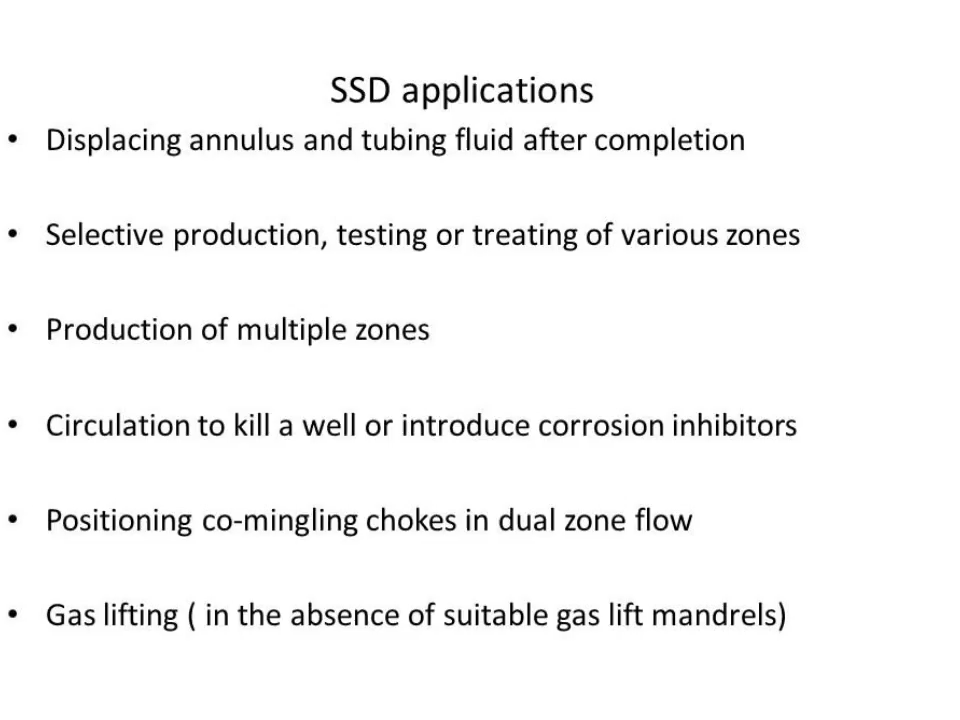 SSD applications
• Displacing annulus and tubing fluid after completion
• Selective production, testing or treating of various zones
• Production of multiple zones
• Circulation to kill a well or introduce corrosion inhibitors
• Positioning co-mingling chokes in dual zone flow
• Gas lifting ( in the absence of suitable gas lift mandrels)